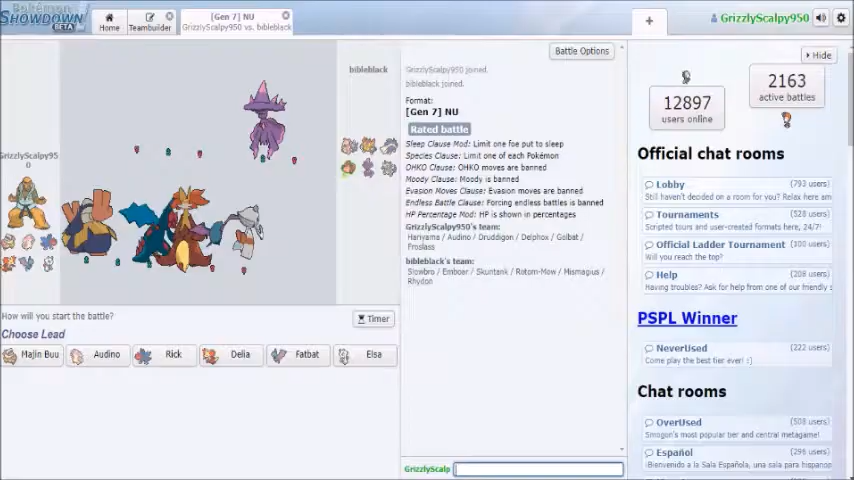 Pokémon
SHOWDOWN
BETA
Home
Teambuilder
[Gen 7] NU
GrizzlyScalpy950 vs. bibleblack
+
GrizzlyScalpy950
Battle Options
Hide
bibleblack
GrizzlyScalpy95
0
GrizzlyScalpy950 joined.
bibleblack joined.
Format:
[Gen 7] NU
Rated battle
Sleep Clause Mod: Limit one foe put to sleep
Species Clause: Limit one of each Pokémon
OHKO Clause: OHKO moves are banned
Moody Clause: Moody is banned
Evasion Moves Clause: Evasion moves are banned
Endless Battle Clause: Forcing endless battles is banned
HP Percentage Mod: HP is shown in percentages
GrizzlyScalpy950's team:
Hariyama / Audino / Druddigon / Delphox / Golbat /
Froslass
bibleblack's team:
Slowbro / Emboar / Skuntank / Rotom-Mow / Mismagius /
Rhydon
How will you start the battle?
Timer
Choose Lead
Majin Buu
Audino
Rick
Delia
Fatbat
Elsa
GrizzlyScalp
12897
users online
2163
active battles
Official chat rooms
Lobby
(793 users)
Still haven't decided on a room for you? Relax here am
Tournaments
(528 users)
Scripted tours and user-created formats here, 24/7!
Official Ladder Tournament
(100 users)
Will you reach the top?
Help
(208 users)
Having troubles? Ask for help from one of our friendly s
PSPL Winner
NeverUsed
(222 users)
Come play the best tier ever! :)
Chat rooms
OverUsed
(508 users)
Smogon's most popular tier and central metagame!
Español
(296 users)
¡Bienvenido a la Sala Española, una sala para hispanop